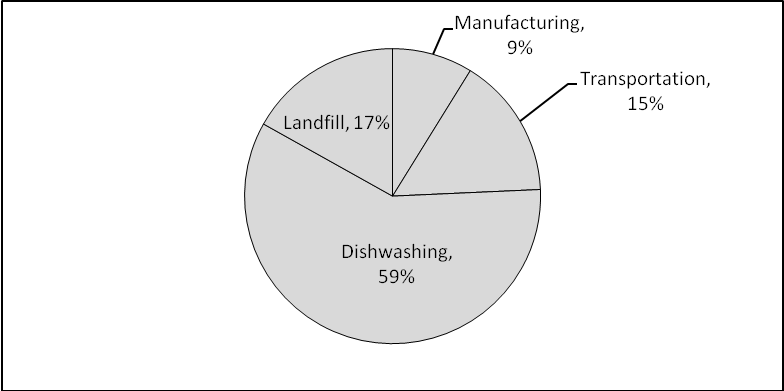 Manufacturing,
9%
Transportation,
15%
Landfill, 17%
Dishwashing,
59%